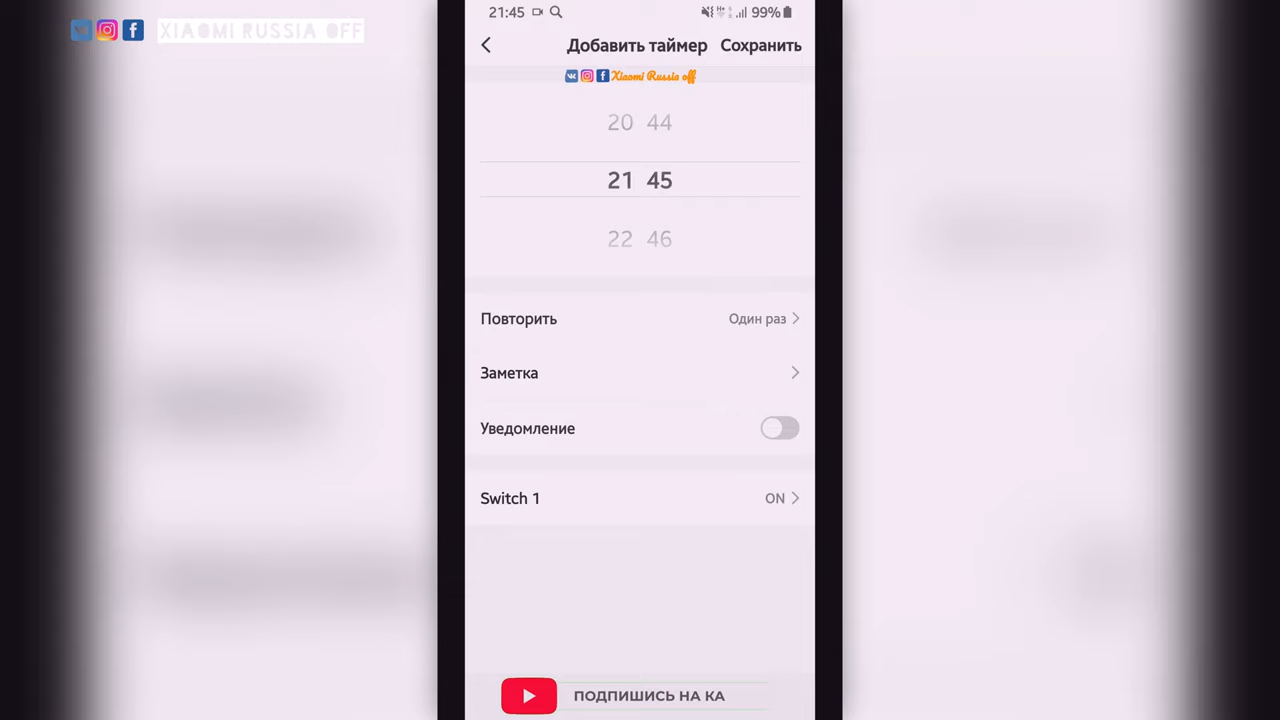 XIAOMI RUSSIA OFF
21:45 99%
Добавить таймер Сохранить
Xiaomi Russia off
20 44
21 45
22 46
Повторить Один раз
Заметка
Уведомление
Switch 1 ON
ПОДПИШИСЬ НА КА